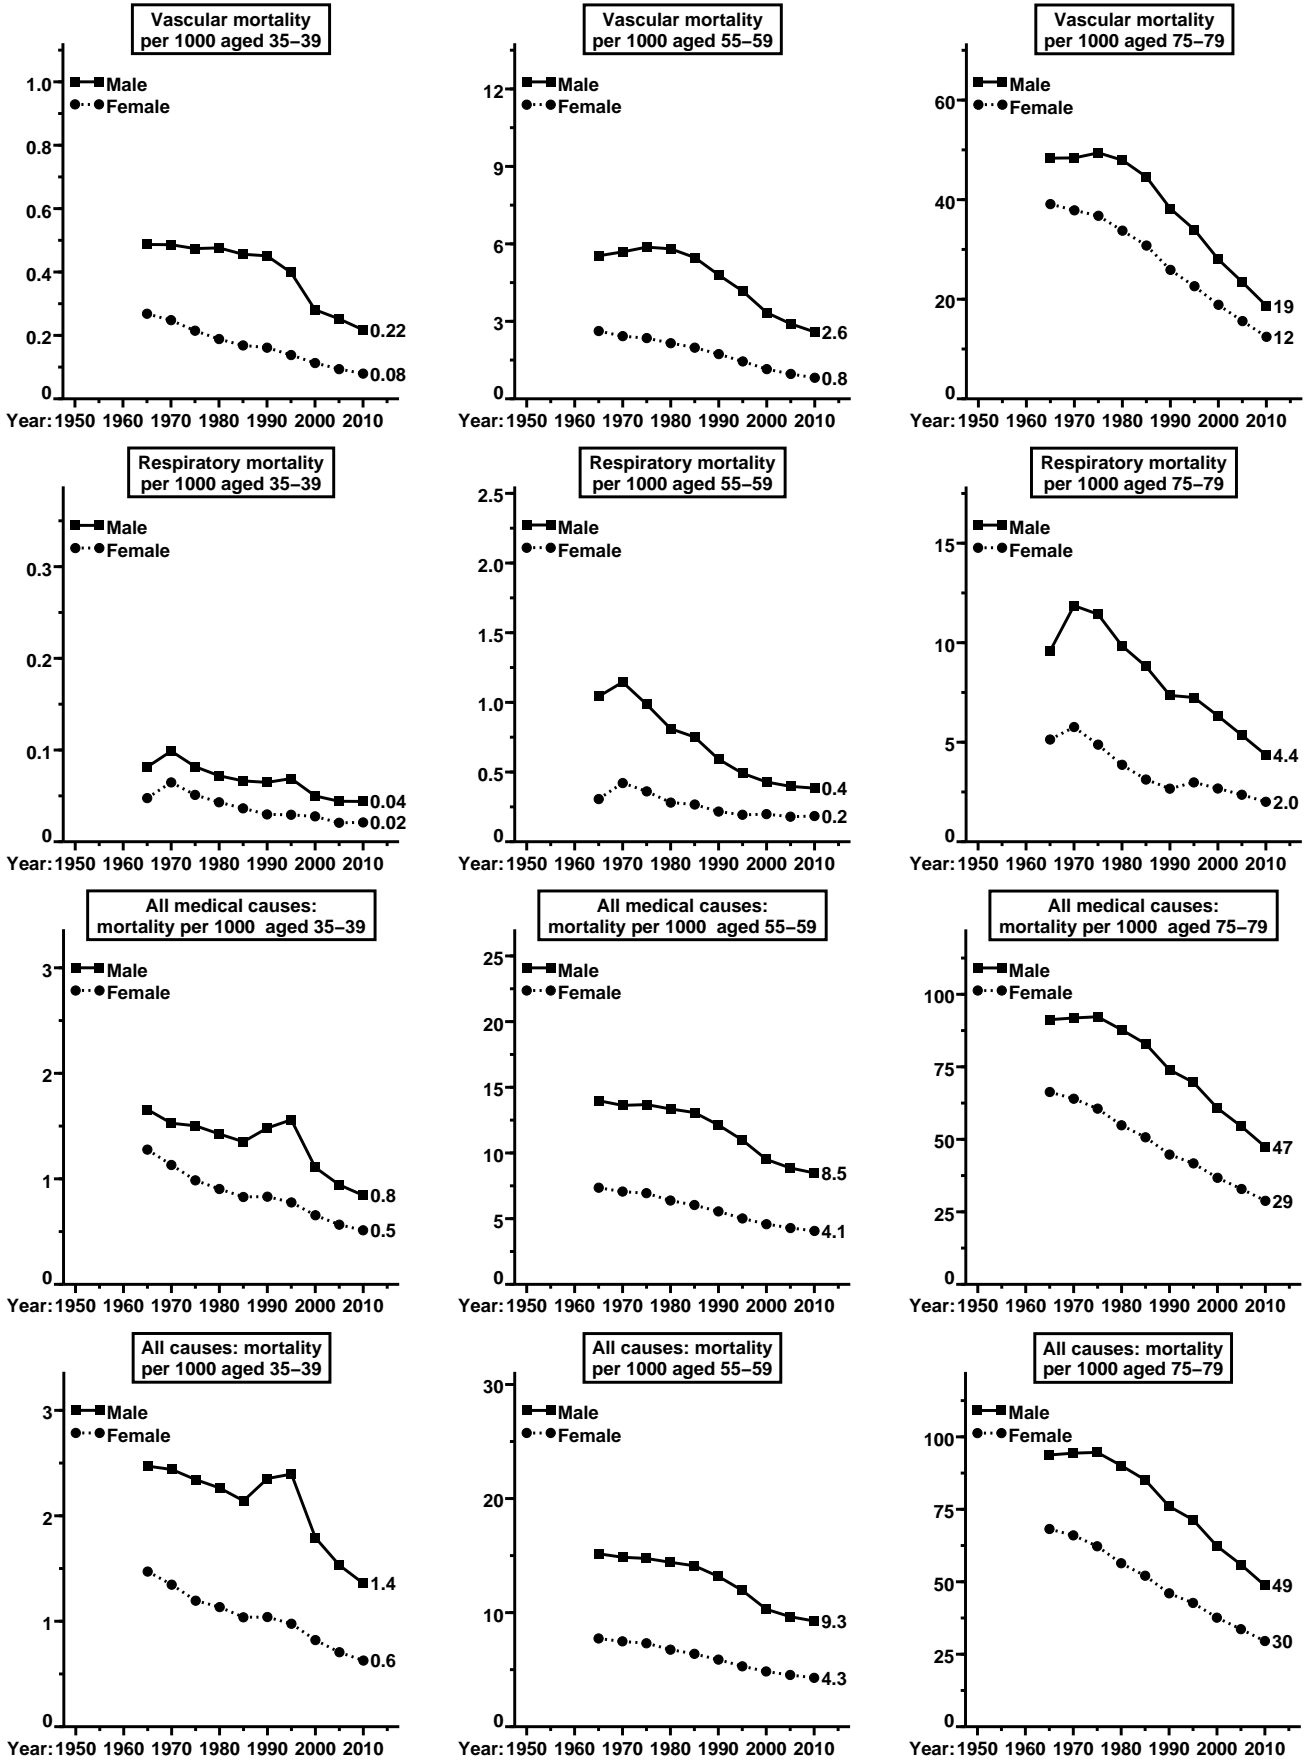 Vascular mortality
per 1000 aged 35–39
1.0
0.8
0.6
0.4
0.2
0
Male
Female
0.22
0.08
Year: 1950 1960 1970 1980 1990 2000 2010
Vascular mortality
per 1000 aged 55–59
12
9
6
3
0
Male
Female
2.6
0.8
1950 1960 1970 1980 1990 2000 2010
Vascular mortality
per 1000 aged 75–79
60
40
20
0
Male
Female
19
12
Year: 1950 1960 1970 1980 1990 2000 2010
Respiratory mortality
per 1000 aged 35–39
0.3
0.2
0.1
0
Male
Female
0.04
0.02
Year: 1950 1960 1970 1980 1990 2000 2010
Respiratory mortality
per 1000 aged 55–59
2.5
2.0
1.5
1.0
0.5
0
Male
Female
0.4
0.2
1950 1960 1970 1980 1990 2000 2010
Respiratory mortality
per 1000 aged 75–79
15
10
5
0
Male
Female
4.4
2.0
Year: 1950 1960 1970 1980 1990 2000 2010
All medical causes:
mortality per 1000 aged 35–39
3
2
1
0
Male
Female
0.8
0.5
Year: 1950 1960 1970 1980 1990 2000 2010
All medical causes:
mortality per 1000 aged 55–59
25
20
15
10
5
0
Male
Female
8.5
4.1
1950 1960 1970 1980 1990 2000 2010
All medical causes:
mortality per 1000 aged 75–79
100
75
50
25
0
Male
Female
47
29
Year: 1950 1960 1970 1980 1990 2000 2010
All causes: mortality
per 1000 aged 35–39
3
2
1
0
Male
Female
1.4
0.6
Year: 1950 1960 1970 1980 1990 2000 2010
All causes: mortality
per 1000 aged 55–59
30
20
10
0
Male
Female
9.3
4.3
1950 1960 1970 1980 1990 2000 2010
All causes: mortality
per 1000 aged 75–79
100
75
50
25
0
Male
Female
49
30
Year: 1950 1960 1970 1980 1990 2000 2010